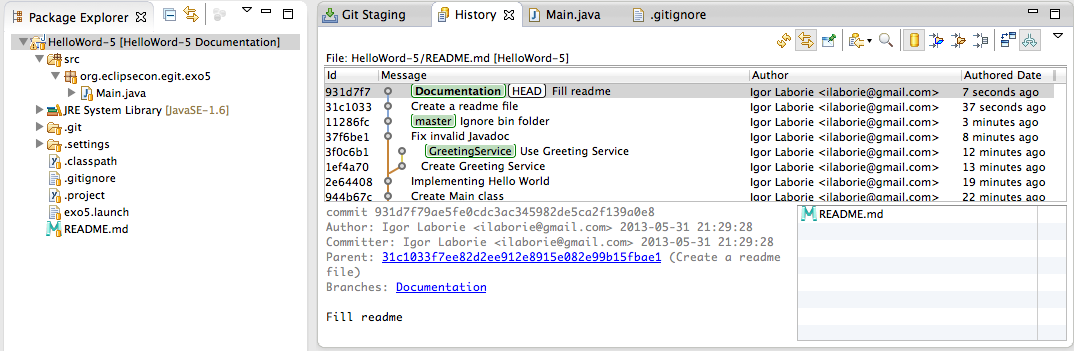 Package Explorer
HelloWord-5 [HelloWord-5 Documentation]
src
org.eclipsecon.egit.exo5
Main.java
JRE System Library [JavaSE-1.6]
.git
.settings
.classpath
.gitignore
.project
exo5.launch
README.md
Git Staging History Main.java .gitignore
File: HelloWord-5/README.md [HelloWord-5]
Id Message Author Authored Date
931d7f7 Documentation HEAD Fill readme Igor Laborie <ilaborie@gmail.com> 7 seconds ago
31c1033 Create a readme file Igor Laborie <ilaborie@gmail.com> 37 seconds ago
11286fc master Ignore bin folder Igor Laborie <ilaborie@gmail.com> 3 minutes ago
37f6be1 Fix invalid Javadoc Igor Laborie <ilaborie@gmail.com> 8 minutes ago
3f0c6b1 GreetingService Use Greeting Service Igor Laborie <ilaborie@gmail.com> 12 minutes ago
1ef4a70 Create Greeting Service Igor Laborie <ilaborie@gmail.com> 13 minutes ago
2e64408 Implementing Hello World Igor Laborie <ilaborie@gmail.com> 19 minutes ago
944b67c Create Main class Igor Laborie <ilaborie@gmail.com> 22 minutes ago
commit 931d7f79ae5fe0cdc3ac345982de5ca2f139a0e8
Author: Igor Laborie <ilaborie@gmail.com> 2013-05-31 21:29:28
Committer: Igor Laborie <ilaborie@gmail.com> 2013-05-31 21:29:28
Parent: 31c1033f7ee82d2ee912e8915e082e99b15fbae1 (Create a readme
file)
Branches: Documentation
Fill readme
README.md